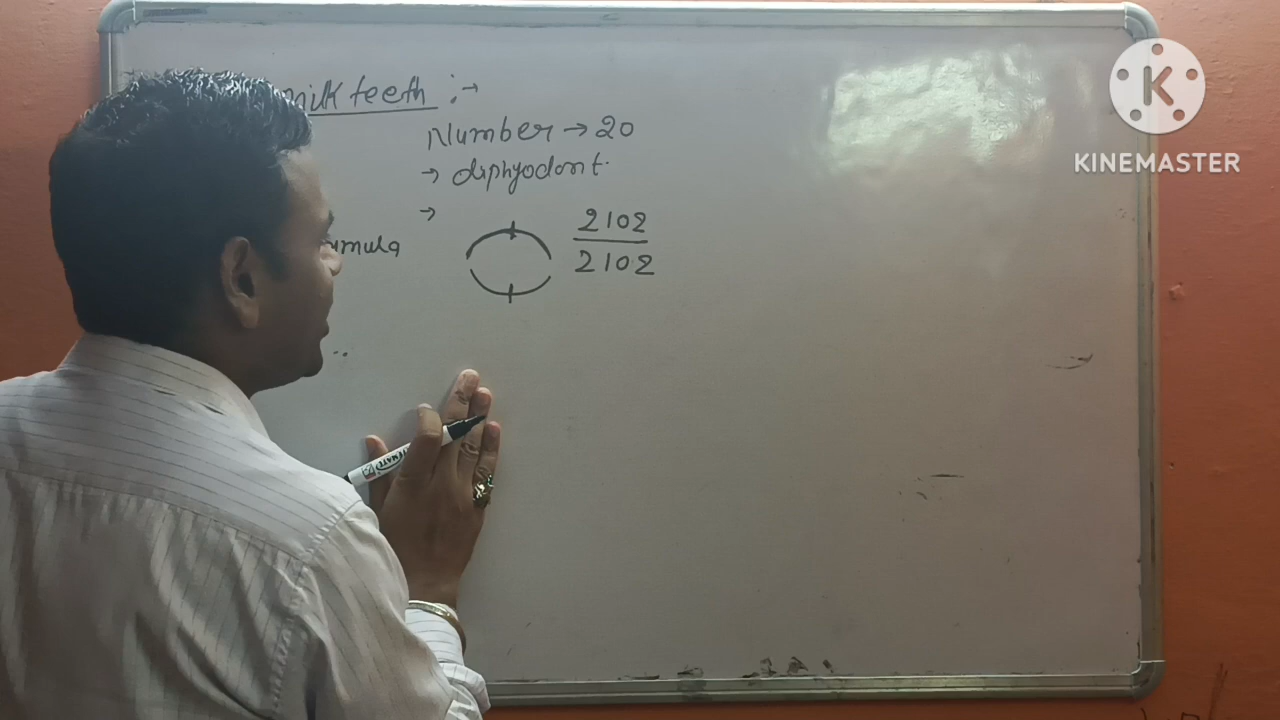 milk teeth :→
Number → 20
→ diphyodont
→
2102
2102
K
KINEMASTER